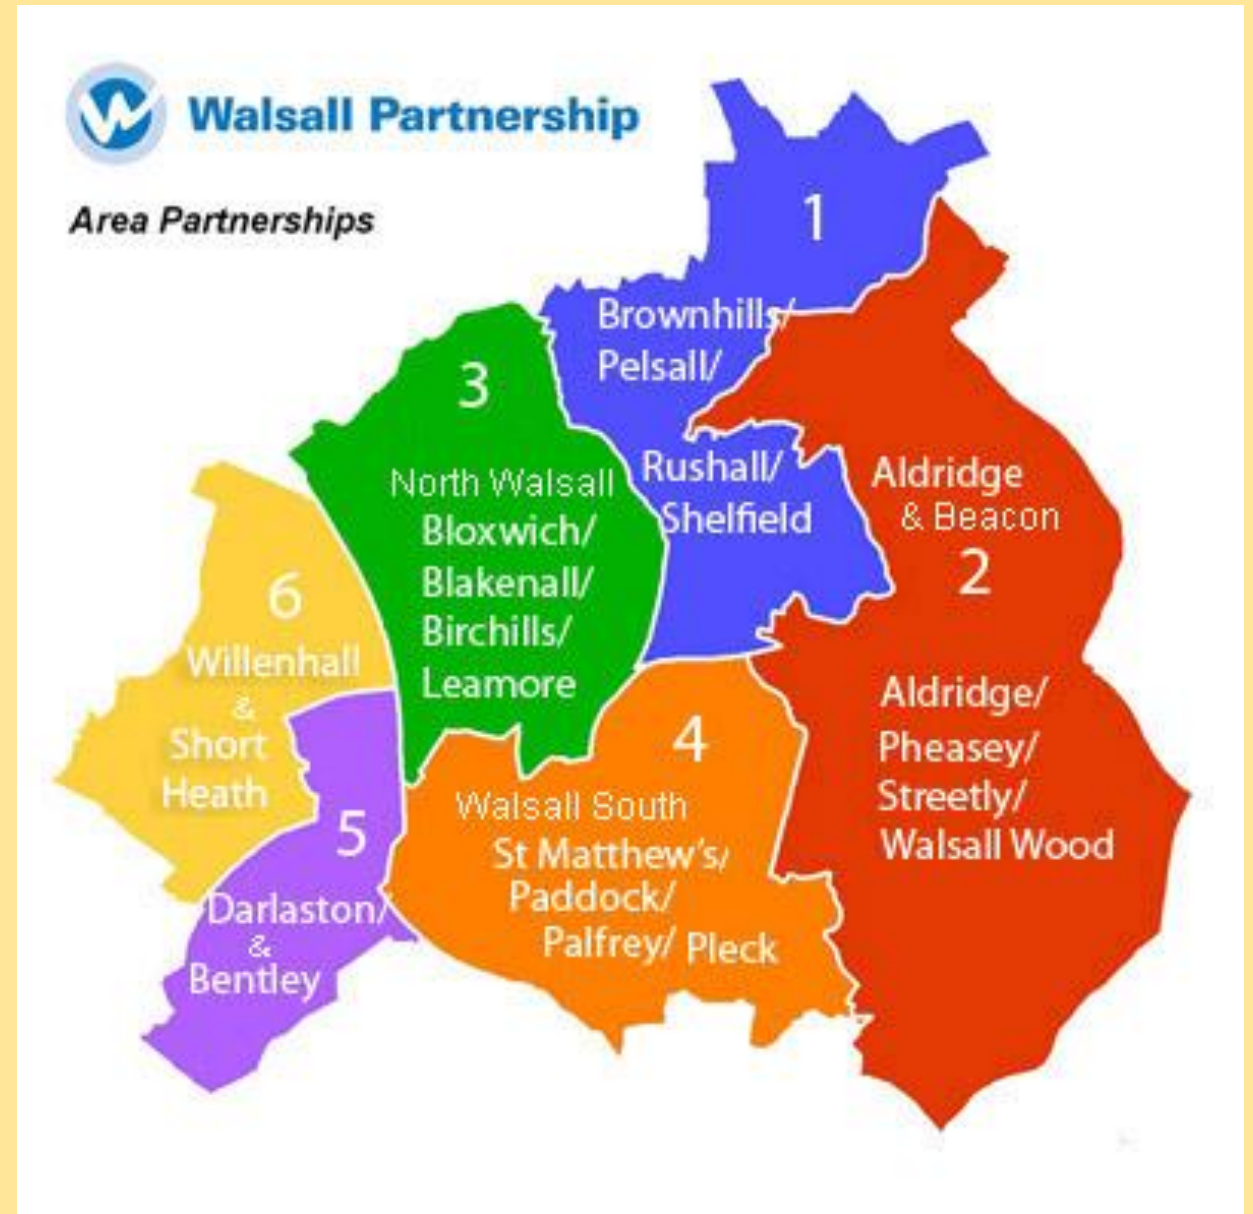 Walsall Partnership
Area Partnerships
1
Brownhills/
Pelsall/
Rushall/
Shelfield
3
North Walsall
Bloxwich/
Blakenall/
Birchills/
Leamore
Aldridge
& Beacon
2
Aldridge/
Pheasey/
Streetly/
Walsall Wood
6
Willenhall
&
Short
Heath
4
Walsall South
St Matthew's/
Paddock/
Palfrey/ Pleck
5
Darlaston/
&
Bentley